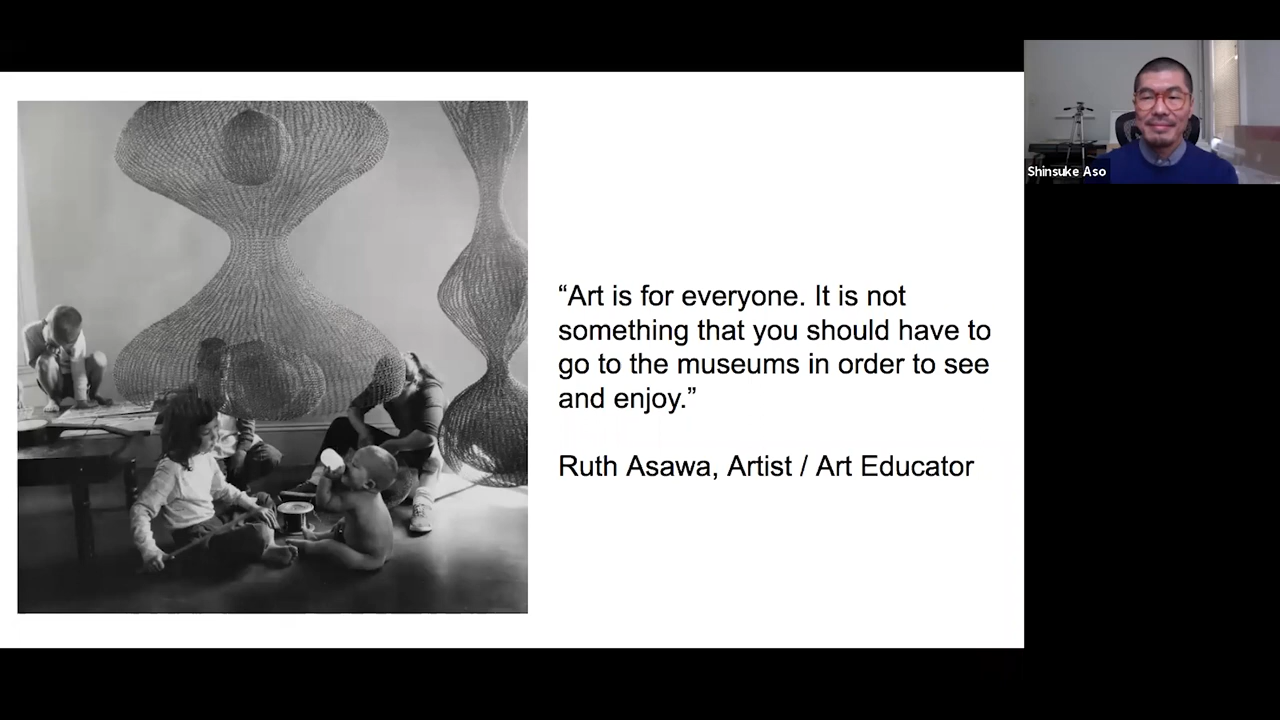 “Art is for everyone. It is not
something that you should have to
go to the museums in order to see
and enjoy.”
Ruth Asawa, Artist / Art Educator
Shinsuke Aso